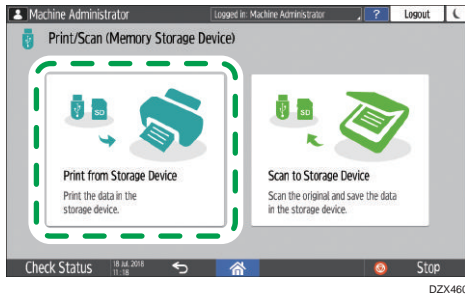 Machine Administrator Logged in: Machine Administrator ? Logout
Print/Scan (Memory Storage Device)
SD SD
Print from Storage Device Scan to Storage Device
Print the data in the Scan the original and save the data
storage device. in the storage device.
Check Status 18 JUL 2018 Stop
11:18
DZX460